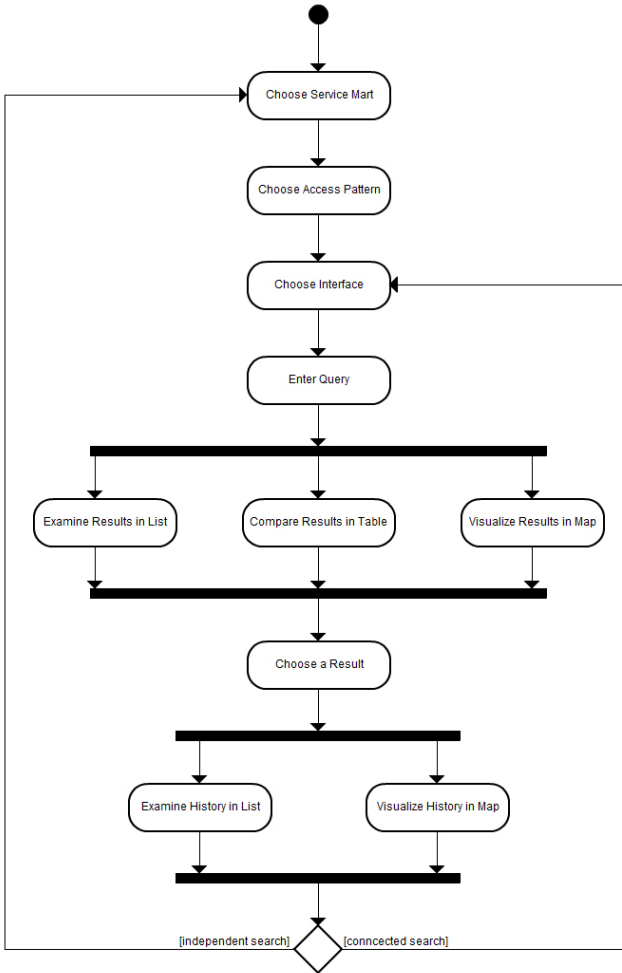 Choose Service Mart
Choose Access Pattern
Choose Interface
Enter Query
Examine Results in List
Compare Results in Table
Visualize Results in Map
Choose a Result
Examine History in List
Visualize History in Map
[independent search]
[conncected search]